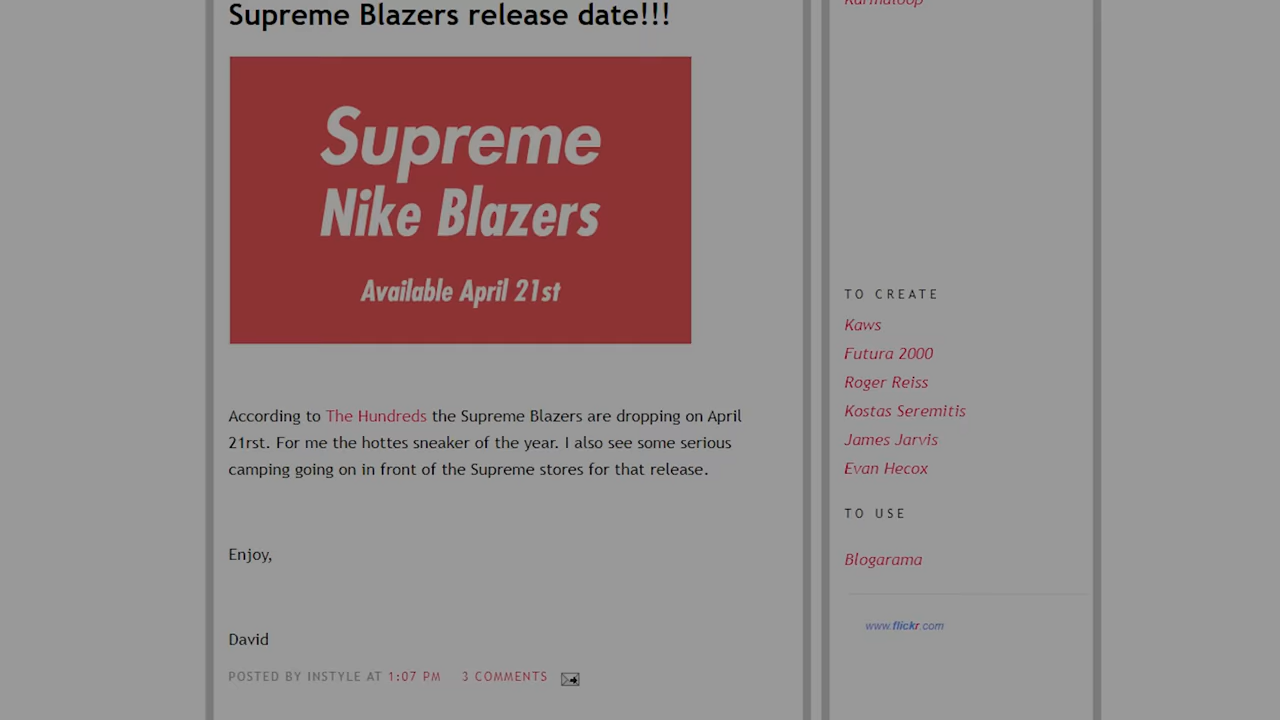 Supreme Blazers release date!!!
Supreme
Nike Blazers
Available April 21st
According to The Hundreds the Supreme Blazers are dropping on April
21rst. For me the hottes sneaker of the year. I also see some serious
camping going on in front of the Supreme stores for that release.
Enjoy,
David
POSTED BY INSTYLE AT 1:07 PM 3 COMMENTS
Karmaloop
TO CREATE
Kaws
Futura 2000
Roger Reiss
Kostas Seremitis
James Jarvis
Evan Hecox
TO USE
Blogarama
www.flickr.com